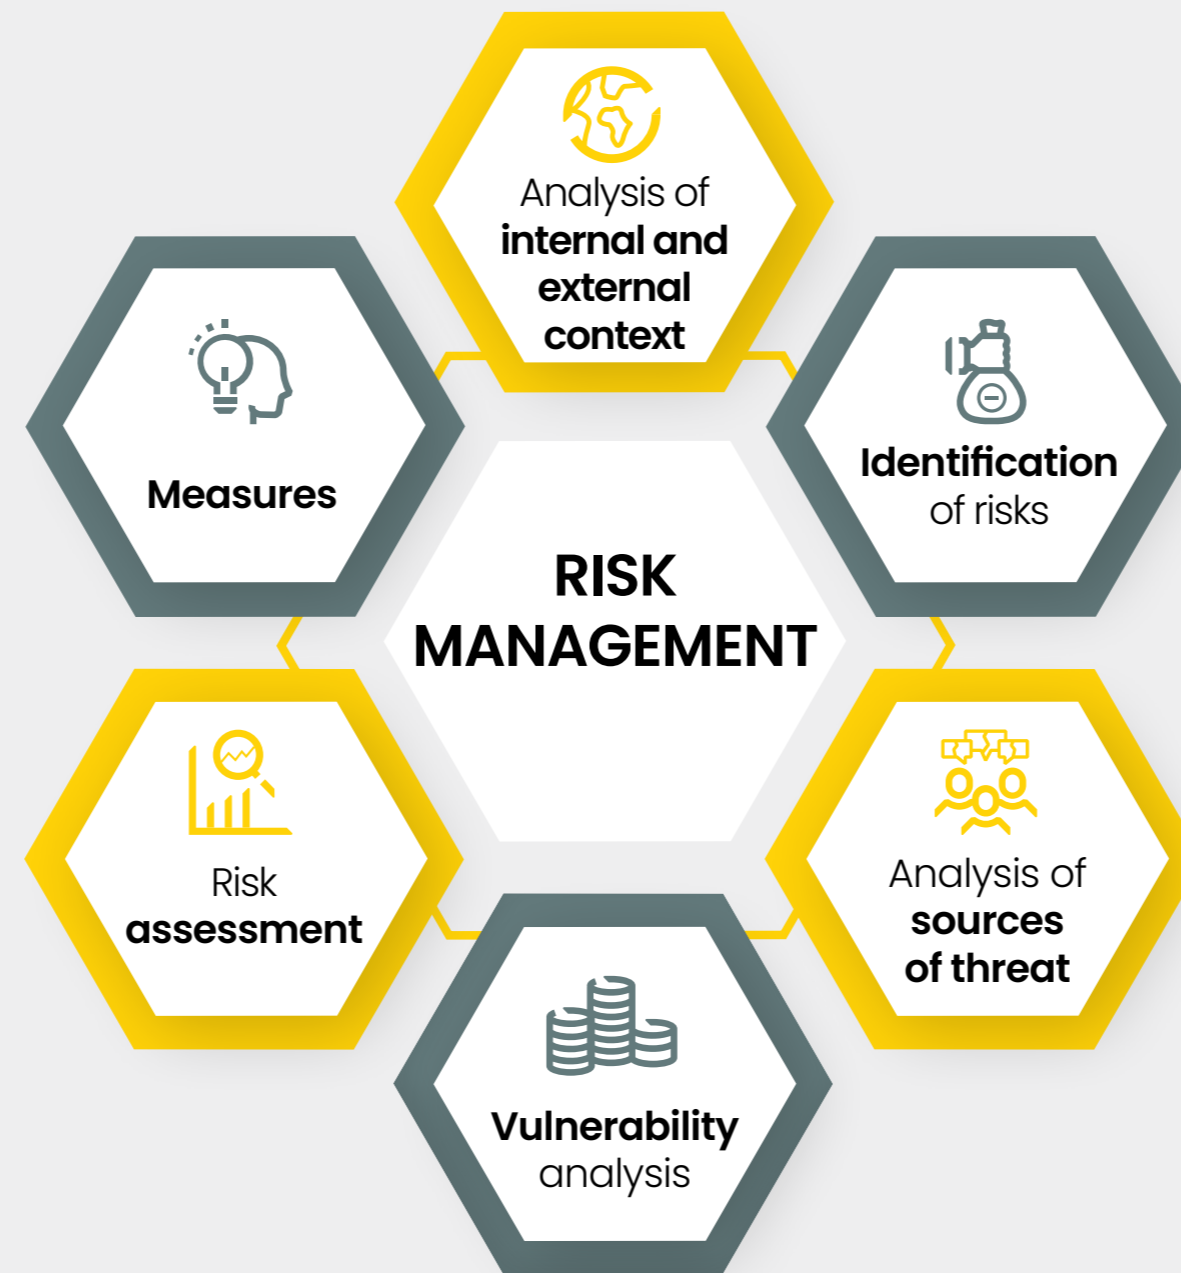 Analysis of
internal and
external
context
Identification
of risks
Measures
RISK
MANAGEMENT
Analysis of
sources
of threat
Risk
assessment
Vulnerability
analysis